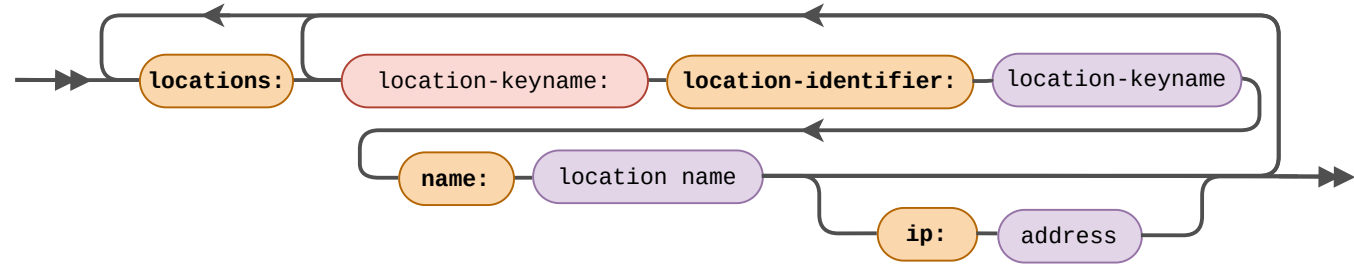 locations: location-keyname: location-identifier: location-keyname
name: location name
ip: address